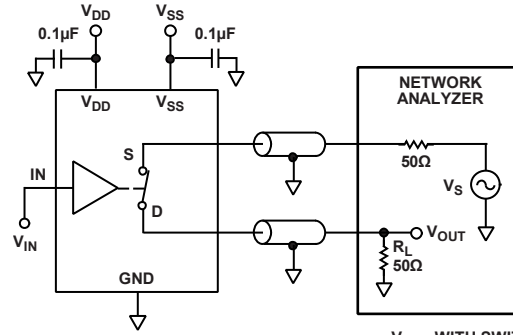 VDD VSS
0.1µF 0.1µF
VDD VSS
NETWORK
ANALYZER
S
50Ω
VS
IN
D
VOUT
VIN
RL
50Ω
GND